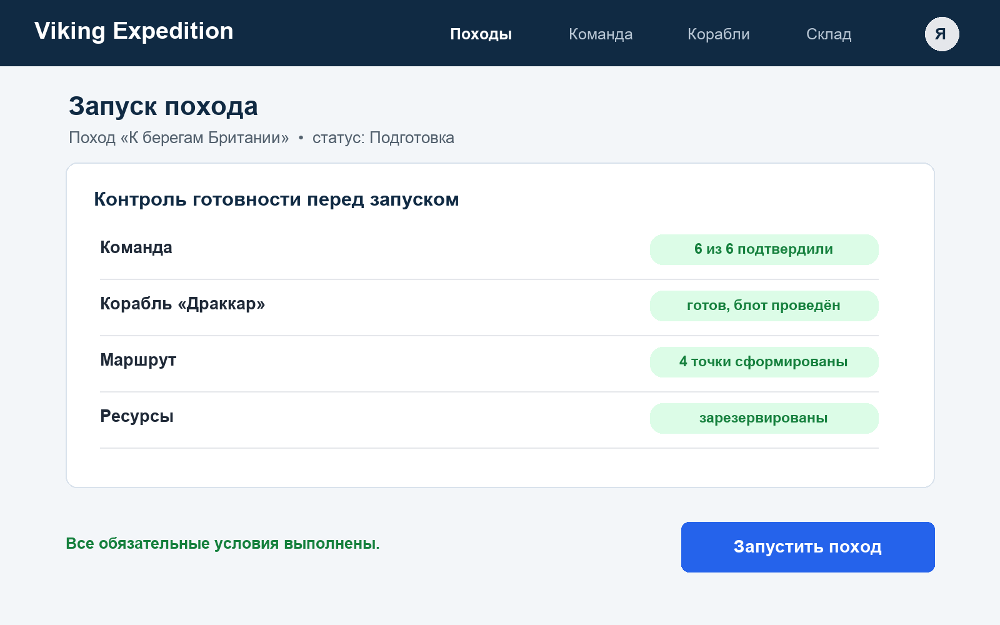 Viking Expedition
Походы Команда Корабли Склад Я
Запуск похода
Поход «К берегам Британии» • статус: Подготовка
Контроль готовности перед запуском
Команда 6 из 6 подтвердили
Корабль «Драккар» готов, блот проведён
Маршрут 4 точки сформированы
Ресурсы зарезервированы
Все обязательные условия выполнены.
Запустить поход